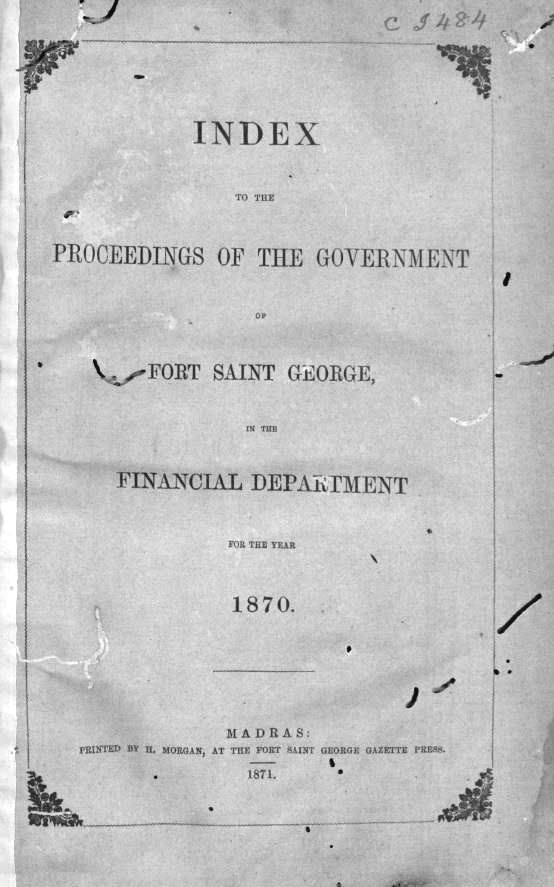 C I 484
INDEX
TO THE
PROCEEDINGS OF THE GOVERNMENT
OF
FORT SAINT GEORGE,
IN THE
FINANCIAL DEPARTMENT
FOR THE YEAR
1870.
MADRAS:
PRINTED BY H. MORGAN, AT THE FORT SAINT GEORGE GAZETTE PRESS.
1871.